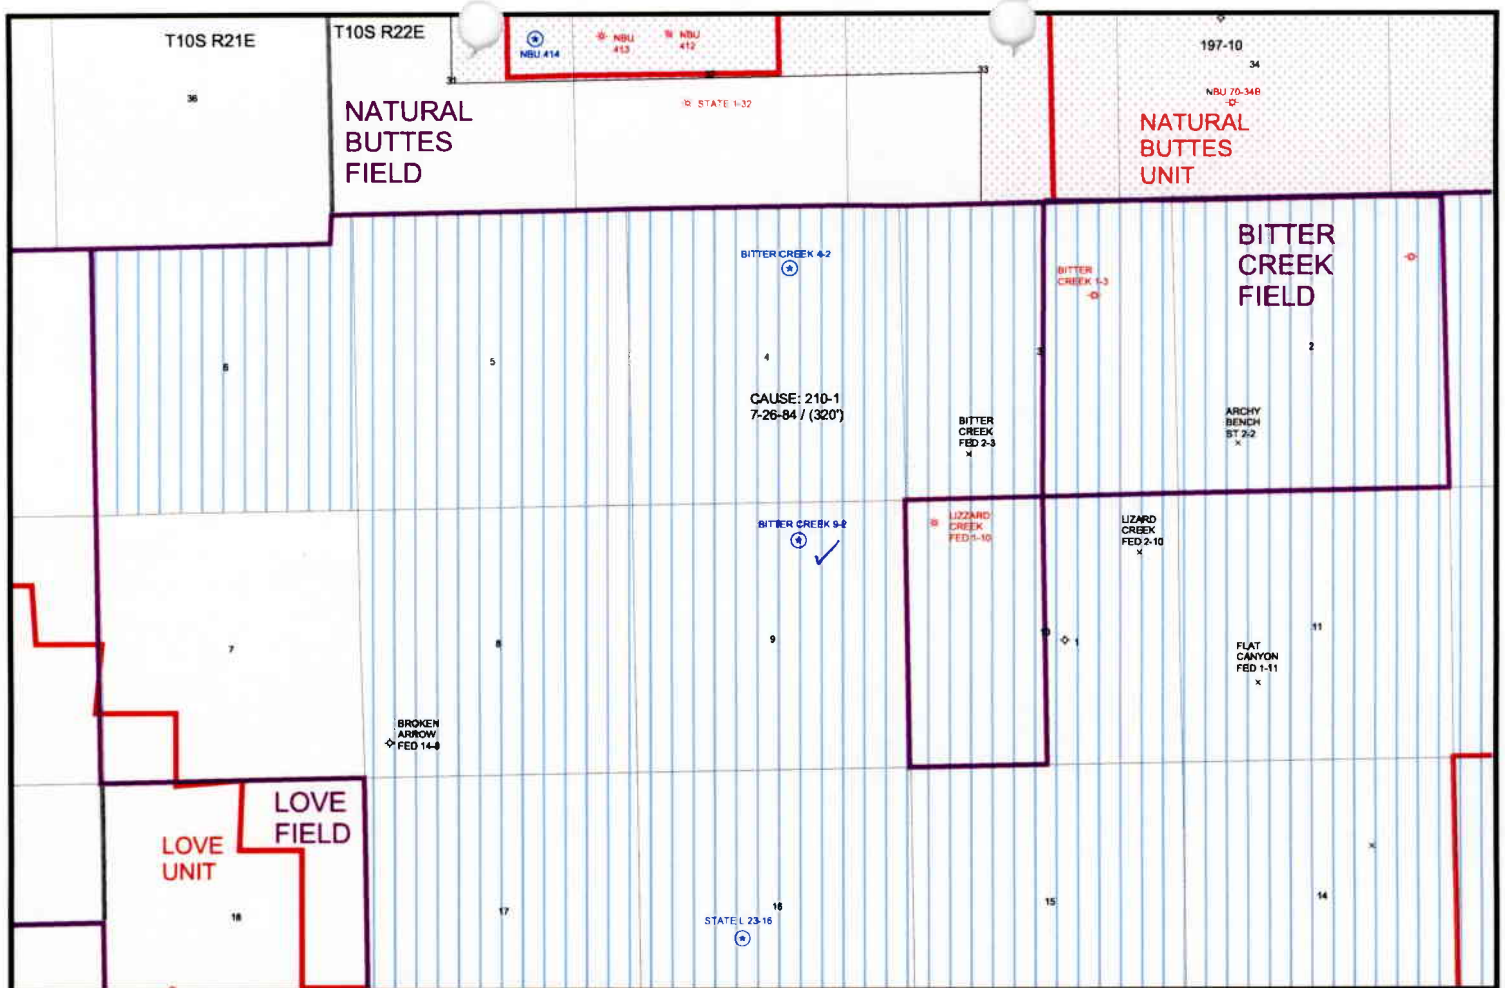 T10S R21E
T10S R22E
NBU 414
NBU
413
NBU
412
197-10
36
31
32
33
34
STATE 1-32
NBU 70-34B
NATURAL
BUTTES
FIELD
NATURAL
BUTTES
UNIT
BITTER
CREEK
FIELD
BITTER CREEK 4-2
BITTER
CREEK 1-3
6
5
4
3
2
CAUSE: 210-1
7-26-84 / (320')
BITTER
CREEK
FED 2-3
ARCHY
BENCH
ST 2-2
BITTER CREEK 9-2
LIZZARD
CREEK
FED 1-10
LIZARD
CREEK
FED 2-10
7
8
9
10
1
11
FLAT
CANYON
FED 1-11
BROKEN
ARROW
FED 14-8
LOVE
FIELD
LOVE
UNIT
18
17
16
15
14
STATE L 23-16